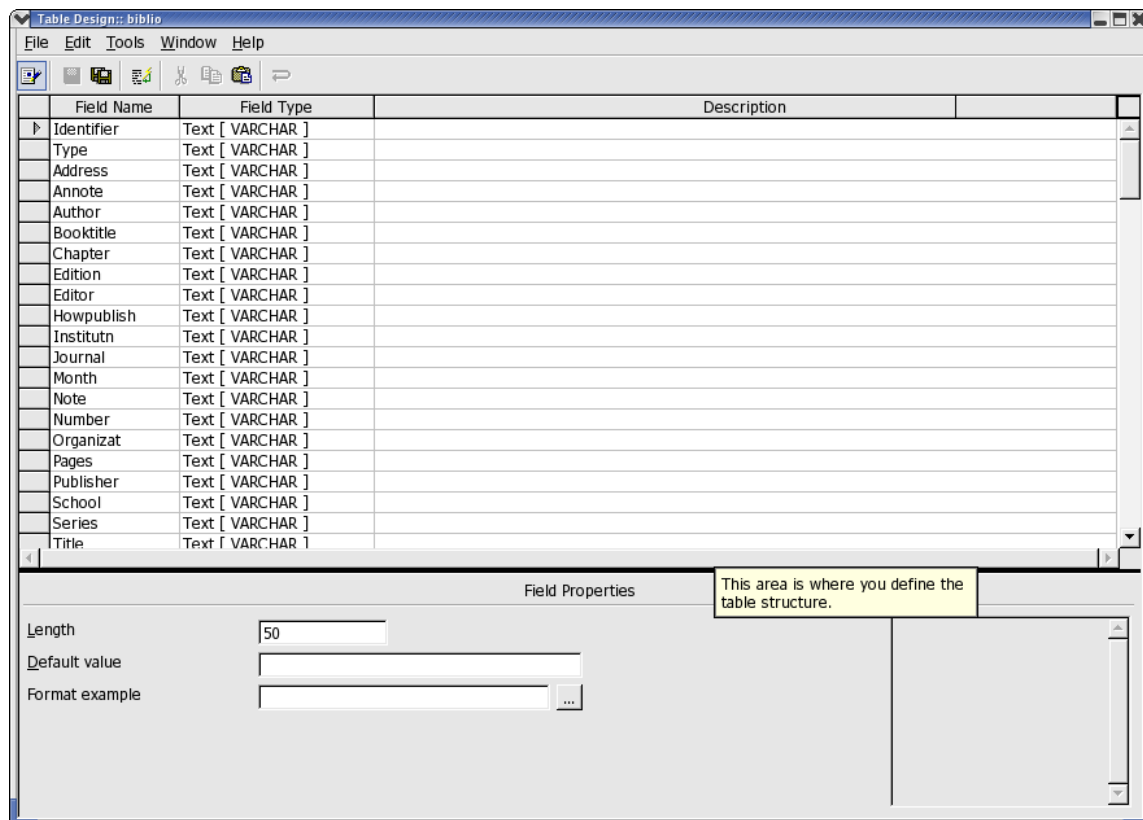 Table Design:: biblio
File Edit Tools Window Help
Field Name Field Type Description
Identifier Text [ VARCHAR ]
Type Text [ VARCHAR ]
Address Text [ VARCHAR ]
Annote Text [ VARCHAR ]
Author Text [ VARCHAR ]
Booktitle Text [ VARCHAR ]
Chapter Text [ VARCHAR ]
Edition Text [ VARCHAR ]
Editor Text [ VARCHAR ]
Howpublish Text [ VARCHAR ]
Institutn Text [ VARCHAR ]
Journal Text [ VARCHAR ]
Month Text [ VARCHAR ]
Note Text [ VARCHAR ]
Number Text [ VARCHAR ]
Organizat Text [ VARCHAR ]
Pages Text [ VARCHAR ]
Publisher Text [ VARCHAR ]
School Text [ VARCHAR ]
Series Text [ VARCHAR ]
Title Text [ VARCHAR ]
Field Properties
This area is where you define the
table structure.
Length 50
Default value
Format example ...